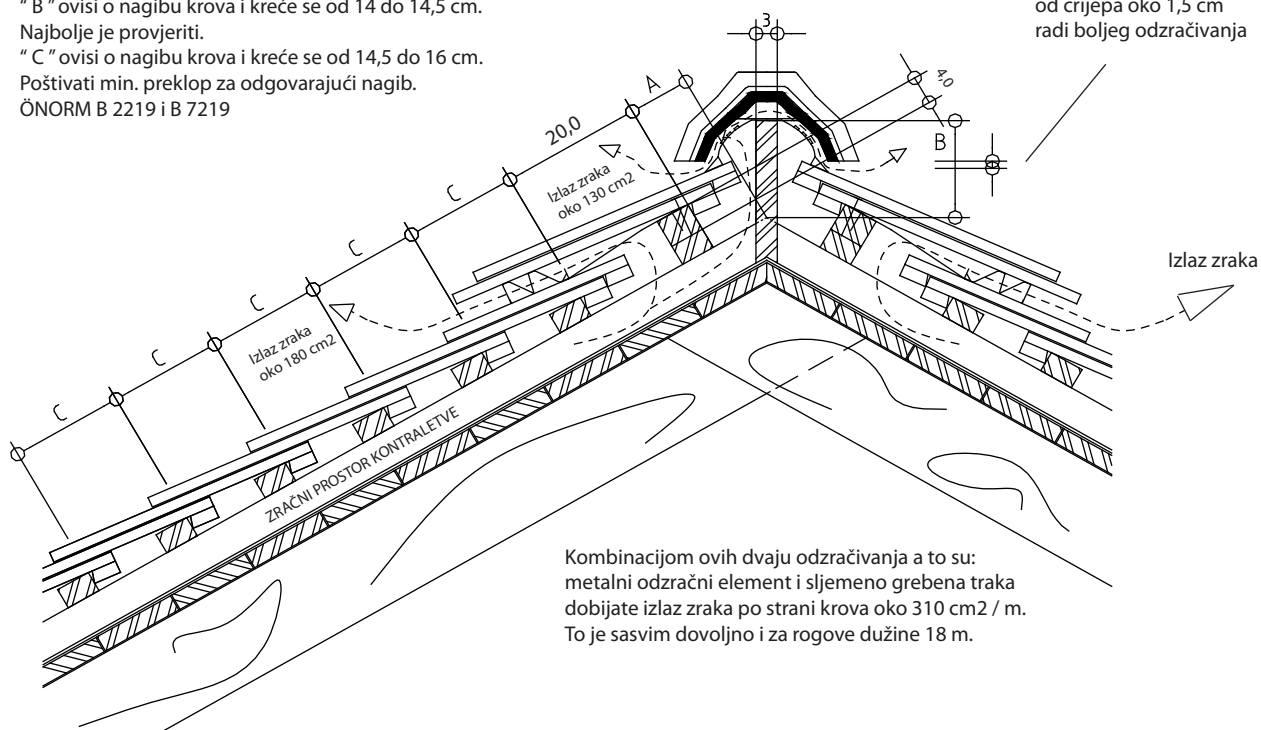 “ B ” ovisi o nagibu krova i kreće se od 14 do 14,5 cm.
Najbolje je provjeriti.
“ C ” ovisi o nagibu krova i kreće se od 14,5 do 16 cm.
Poštivati min. preklop za odgovarajući nagib.
ÖNORM B 2219 i B 7219
od crijepa oko 1,5 cm
radi boljeg odzračivanja
3
4,0
A
B
20,0
C
C
C
C
C
Izlaz zraka
oko 130 cm2
Izlaz zraka
Izlaz zraka
oko 180 cm2
ZRAČNI PROSTOR KONTRALETVE
Kombinacijom ovih dvaju odzračivanja a to su:
metalni odzračni element i sljemeno grebena traka
dobijate izlaz zraka po strani krova oko 310 cm2 / m.
To je sasvim dovoljno i za rogove dužine 18 m.